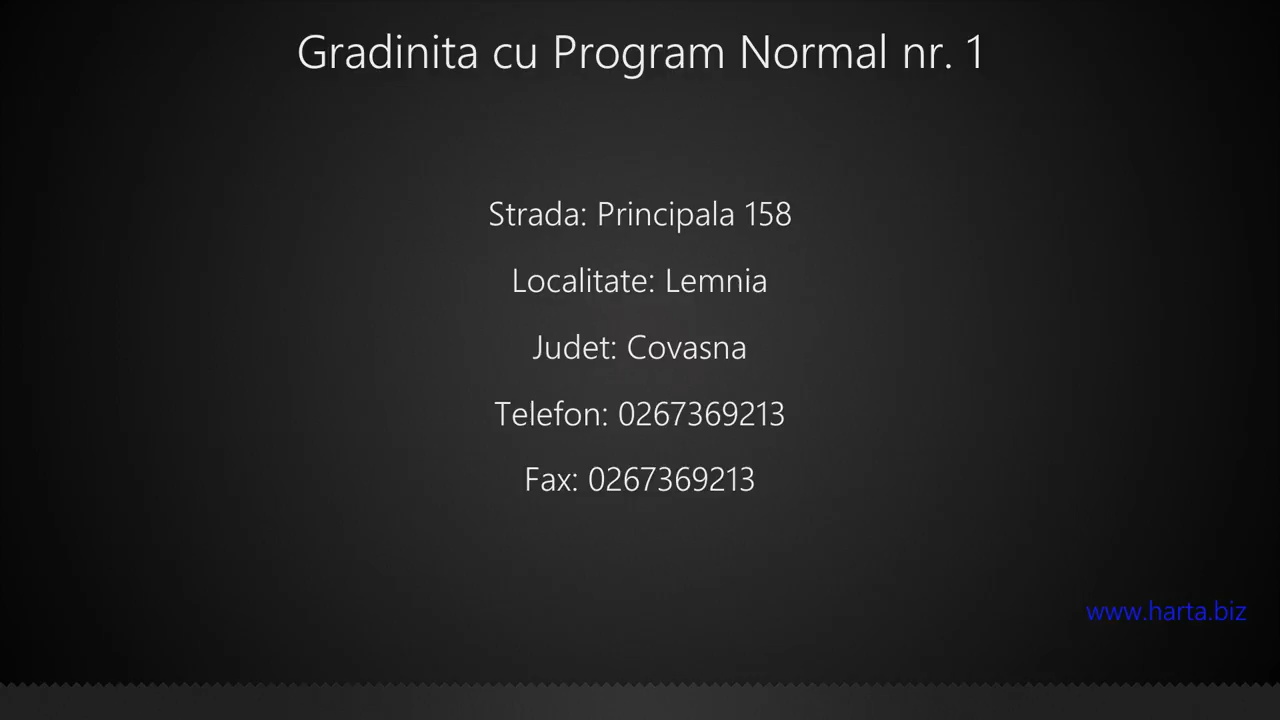 Gradinita cu Program Normal nr. 1
Strada: Principala 158
Localitate: Lemnia
Judet: Covasna
Telefon: 0267369213
Fax: 0267369213
www.harta.biz